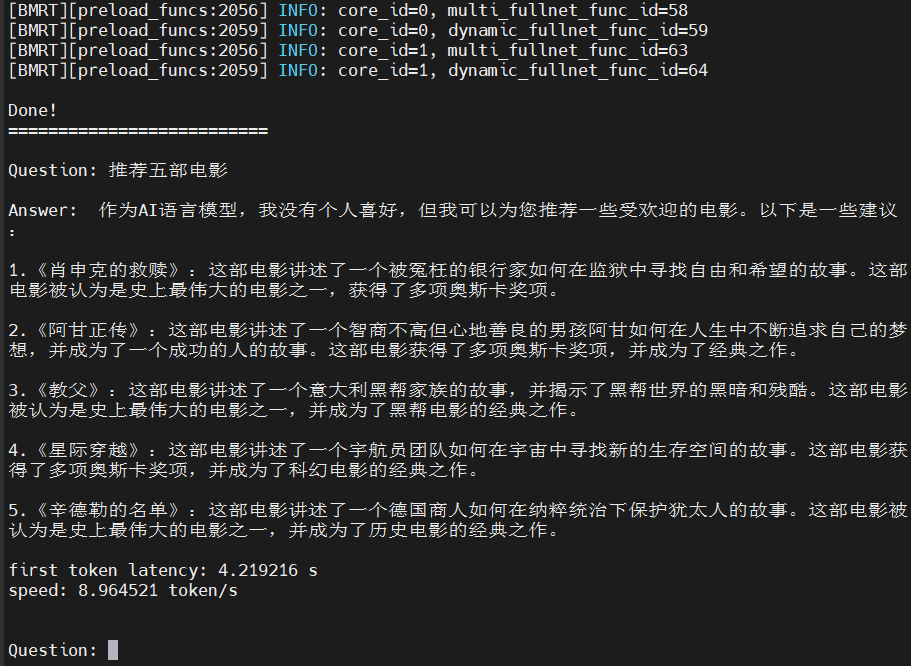 [BMRT][preload_funcs:2056] INFO: core_id=0, multi_fullnet_func_id=58
[BMRT][preload_funcs:2059] INFO: core_id=0, dynamic_fullnet_func_id=59
[BMRT][preload_funcs:2056] INFO: core_id=1, multi_fullnet_func_id=63
[BMRT][preload_funcs:2059] INFO: core_id=1, dynamic_fullnet_func_id=64
Done!
==========================
Question: 推荐五部电影
Answer:  作为AI语言模型，我没有个人喜好，但我可以为您推荐一些受欢迎的电影。以下是一些建议
：
1.《肖申克的救赎》：这部电影讲述了一个被冤枉的银行家如何在监狱中寻找自由和希望的故事。这部
电影被认为是史上最伟大的电影之一，获得了多项奥斯卡奖项。
2.《阿甘正传》：这部电影讲述了一个智商不高但心地善良的男孩阿甘如何在人生中不断追求自己的梦
想，并成为了一个成功的人的故事。这部电影获得了多项奥斯卡奖项，并成为了经典之作。
3.《教父》：这部电影讲述了一个意大利黑帮家族的故事，并揭示了黑帮世界的黑暗和残酷。这部电影
被认为是史上最伟大的电影之一，并成为了黑帮电影的经典之作。
4.《星际穿越》：这部电影讲述了一个宇航员团队如何在宇宙中寻找新的生存空间的故事。这部电影获
得了多项奥斯卡奖项，并成为了科幻电影的经典之作。
5.《辛德勒的名单》：这部电影讲述了一个德国商人如何在纳粹统治下保护犹太人的故事。这部电影被
认为是史上最伟大的电影之一，并成为了历史电影的经典之作。
first token latency: 4.219216 s
speed: 8.964521 token/s
Question: